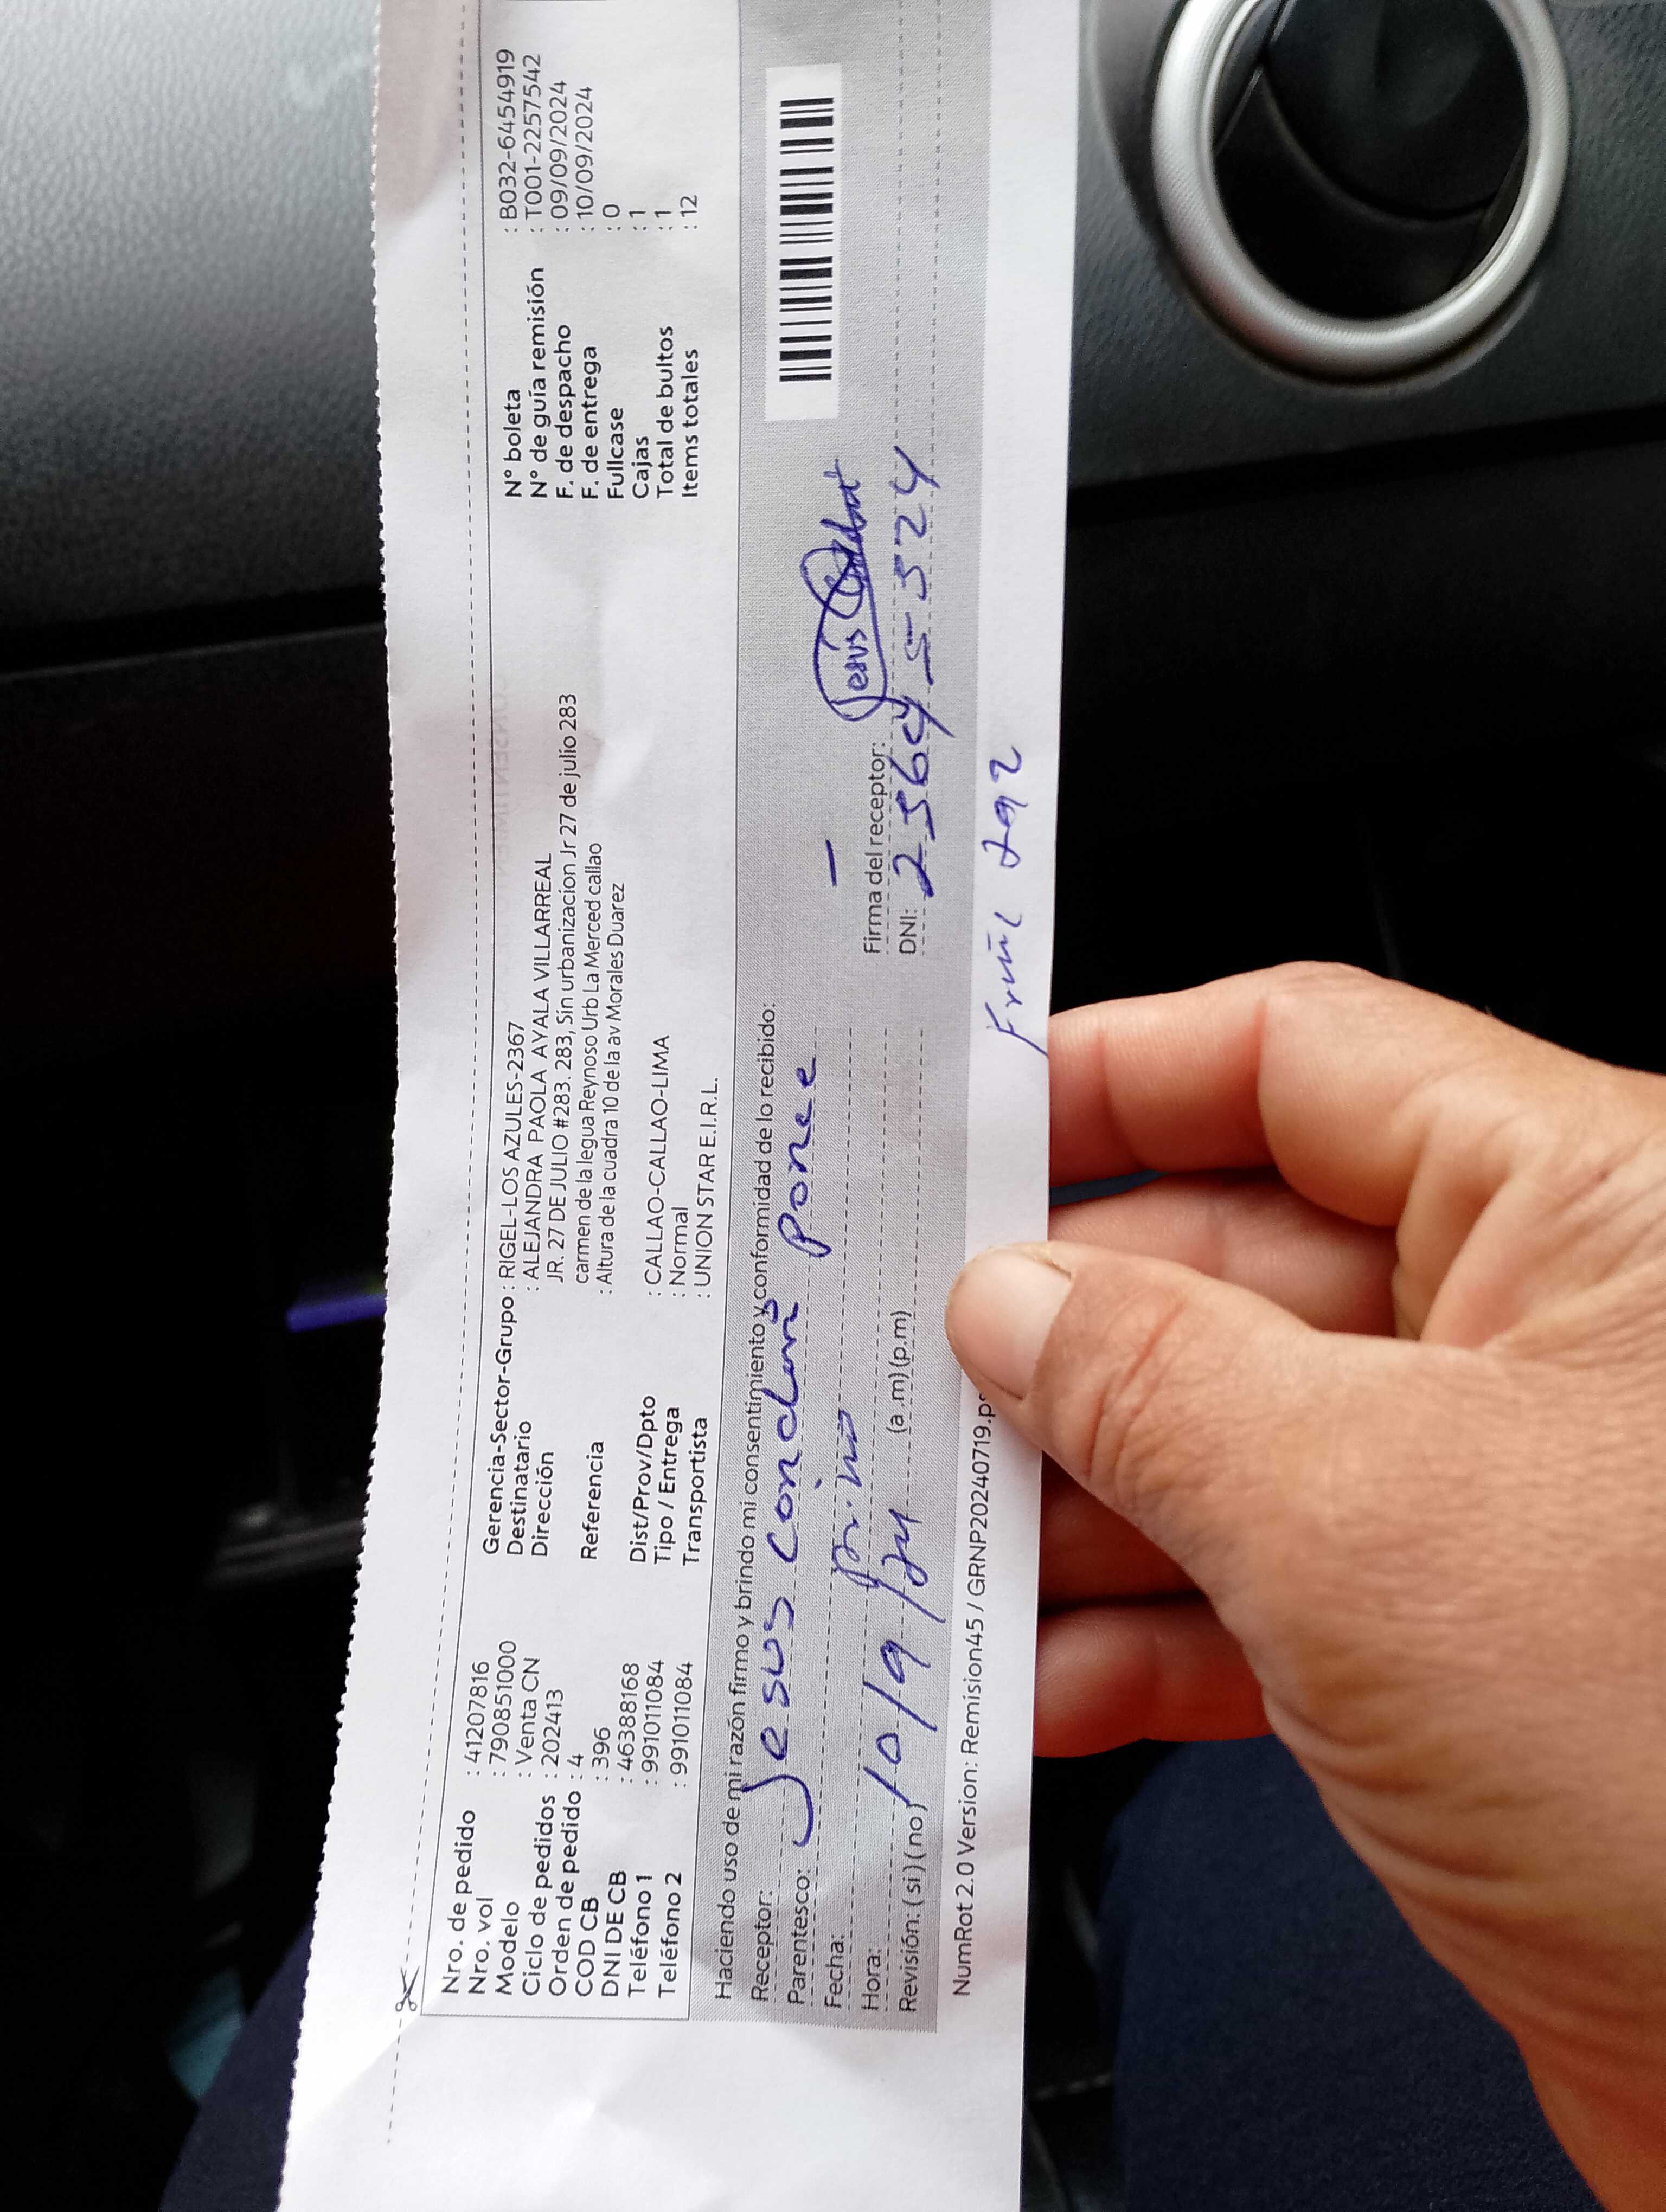 Nro. de pedido : 41207816
Nro. vol : 790851000
Modelo : Venta CN
Ciclo de pedidos : 202413
Orden de pedido : 4
COD CB : 396
DNI DE CB : 46388168
Teléfono 1 : 991011084
Teléfono 2 : 991011084
Gerencia-Sector-Grupo : RIGEL-LOS AZULES-2367
Destinatario : ALEJANDRA PAOLA AYALA VILLARREAL
Dirección JR. 27 DE JULIO #283. 283, Sin urbanizacion Jr 27 de julio 283
carmen de la legua Reynoso Urb La Merced callao
Referencia : Altura de la cuadra 10 de la av Morales Duarez
Dist/Prov/Dpto : CALLAO-CALLAO-LIMA
Tipo / Entrega : Normal
Transportista : UNION STAR E.I.R.L.
N° boleta : B032-6454919
N° de guía remisión : T001-2257542
F. de despacho : 09/09/2024
F. de entrega : 10/09/2024
Fullcase : 0
Cajas : 1
Total de bultos : 1
Items totales : 12
Haciendo uso de mi razón firmo y brindo mi consentimiento y conformidad de lo recibido:
Receptor: Jesus Condori Ponce
Parentesco: primo
Fecha: 10/9/24
Hora: (a.m)(p.m)
Revisión: (si)(no)
Firma del receptor: Jesús
DNI:
NumRot 2.0 Version: Remision45 / GRNP20240719.p